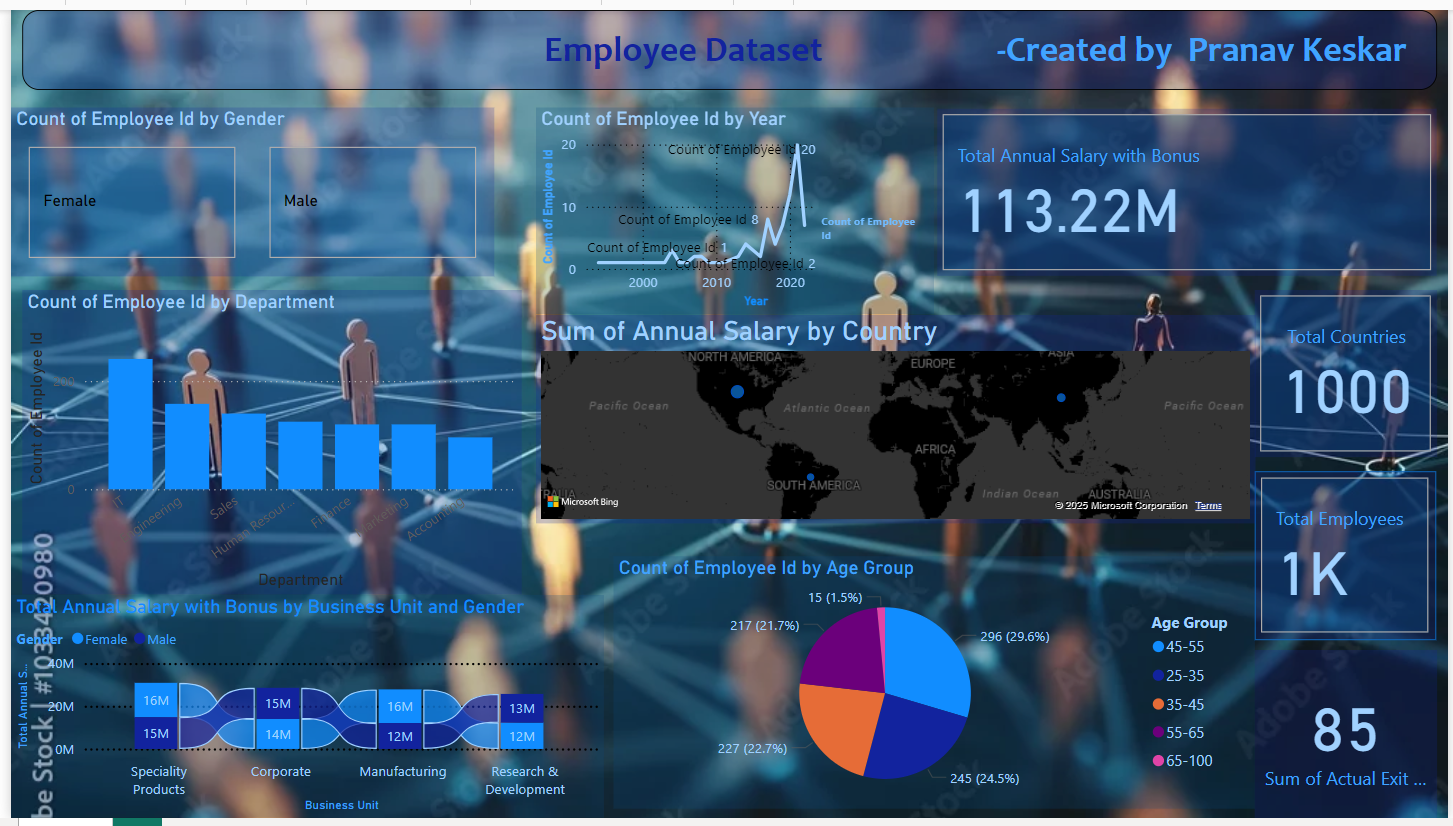 Employee Dataset
-Created by Pranav Keskar
Count of Employee Id by Gender
Female
Male
Count of Employee Id by Year
Count of Employee Id
20
10
0
Count of Employee Id 20
Count of Employee Id 8
Count of Employee Id 1
Count of Employee Id 2
Count of Employee
Id
2000
2010
2020
Year
Total Annual Salary with Bonus
113.22M
Count of Employee Id by Department
Count of Employee Id
200
0
IT
Sales
Human Resour...
Finance
Department
Sum of Annual Salary by Country
NORTH AMERICA
EUROPE
ASIA
Pacific Ocean
Atlantic Ocean
Pacific Ocean
AFRICA
SOUTH AMERICA
Indian Ocean
AUSTRALIA
Microsoft Bing
© 2025 Microsoft Corporation Terms
Total Countries
1000
Total Employees
1K
85
Sum of Actual Exit ...
Total Annual Salary with Bonus by Business Unit and Gender
Gender
Female
Male
Total Annual S...
40M
20M
0M
16M
15M
15M
14M
16M
12M
13M
12M
Speciality
Products
Corporate
Manufacturing
Research &
Development
Business Unit
Count of Employee Id by Age Group
15 (1.5%)
217 (21.7%)
296 (29.6%)
227 (22.7%)
245 (24.5%)
Age Group
45-55
25-35
35-45
55-65
65-100
be Stock | #1033420980
Adobe Stock